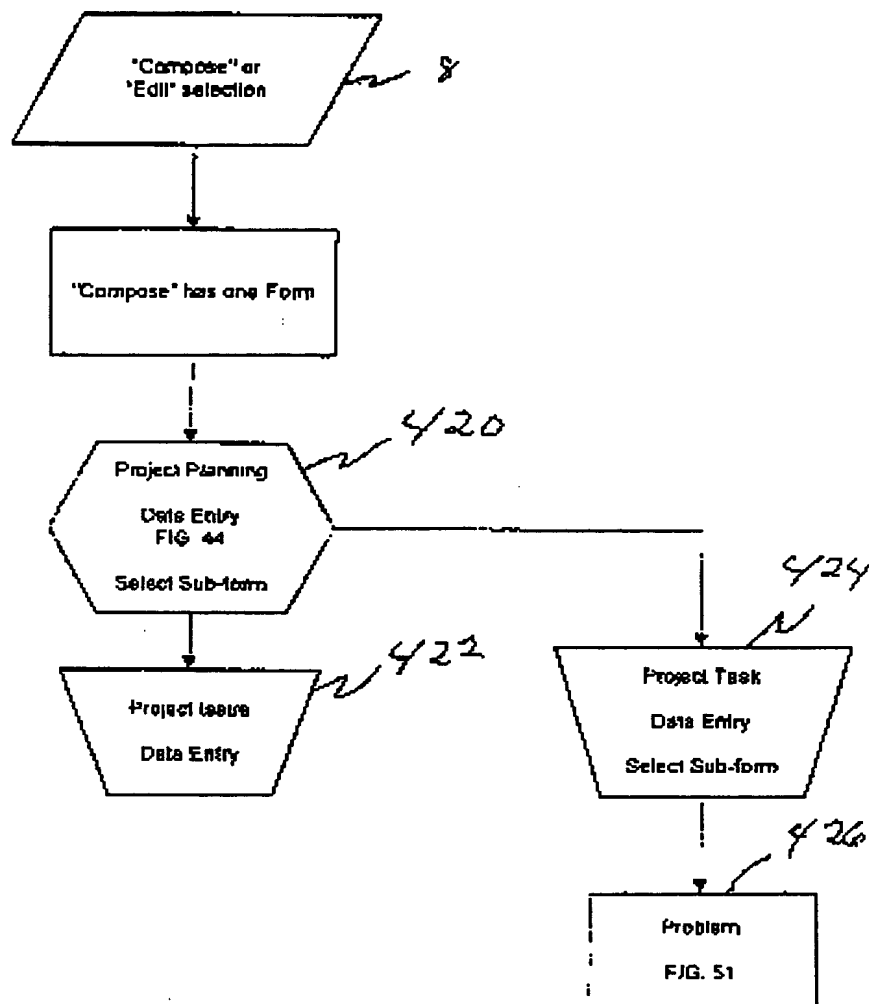 "Compose" or
"Edit" selection
8
"Compose" has one Form
420
Project Planning
Data Entry
FIG. 44
Select Sub-form
424
422
Project Issue
Data Entry
Project Task
Data Entry
Select Sub-form
426
Problem
FIG. 51